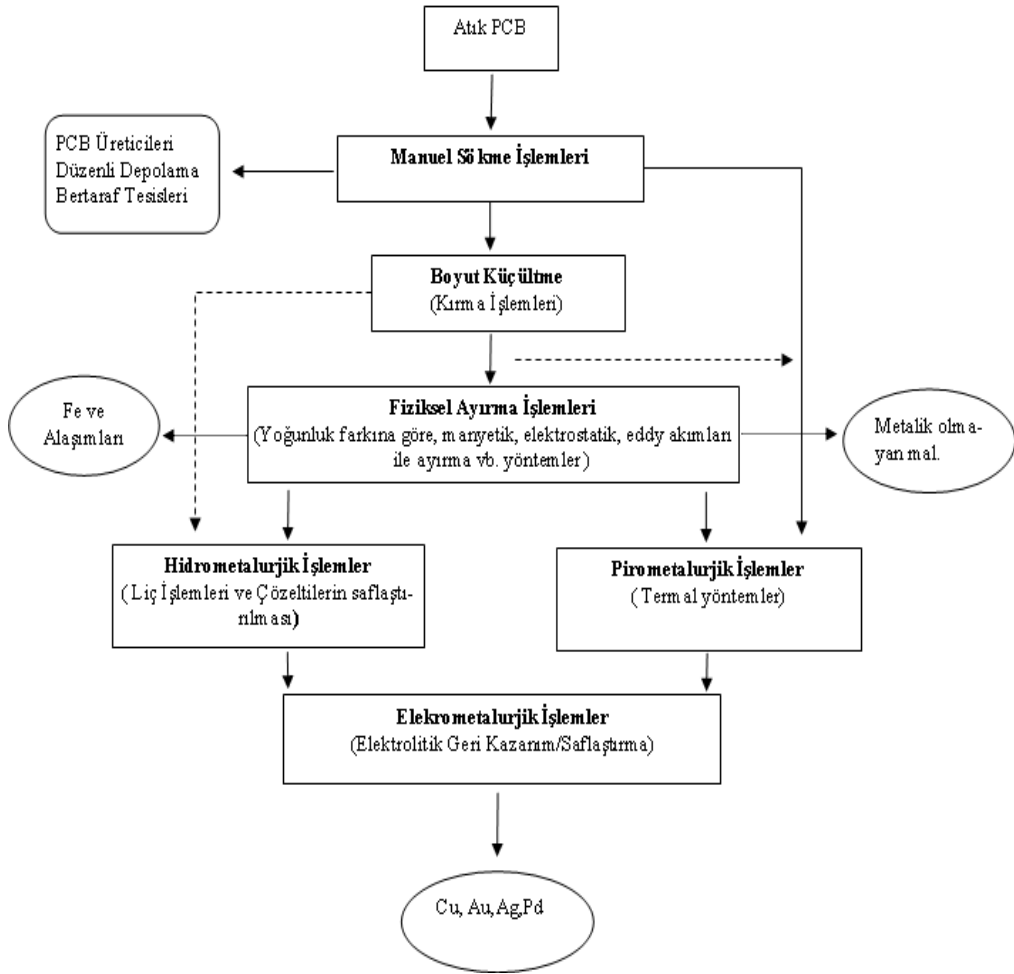 Atık PCB
PCB Üreticileri
Düzenli Depolama
Bertaraf Tesisleri
Manuel Sökme İşlemleri
Boyut Küçültme
(Kırma İşlemleri)
Fe ve
Alaşımları
Fiziksel Ayırma İşlemleri
(Yoğunluk farkına göre, manyetik, elektrostatik, eddy akımları
ile ayırma vb. yöntemler)
Metalik olma-
yan mal.
Hidrometalurjik İşlemler
( Liç İşlemleri ve Çözeltilerin saflaştı-
rılması)
Pirometalurjik İşlemler
( Termal yöntemler)
Elekrometalurjik İşlemler
(Elektrolitik Geri Kazanım/Saflaştırma)
Cu, Au,Ag,Pd